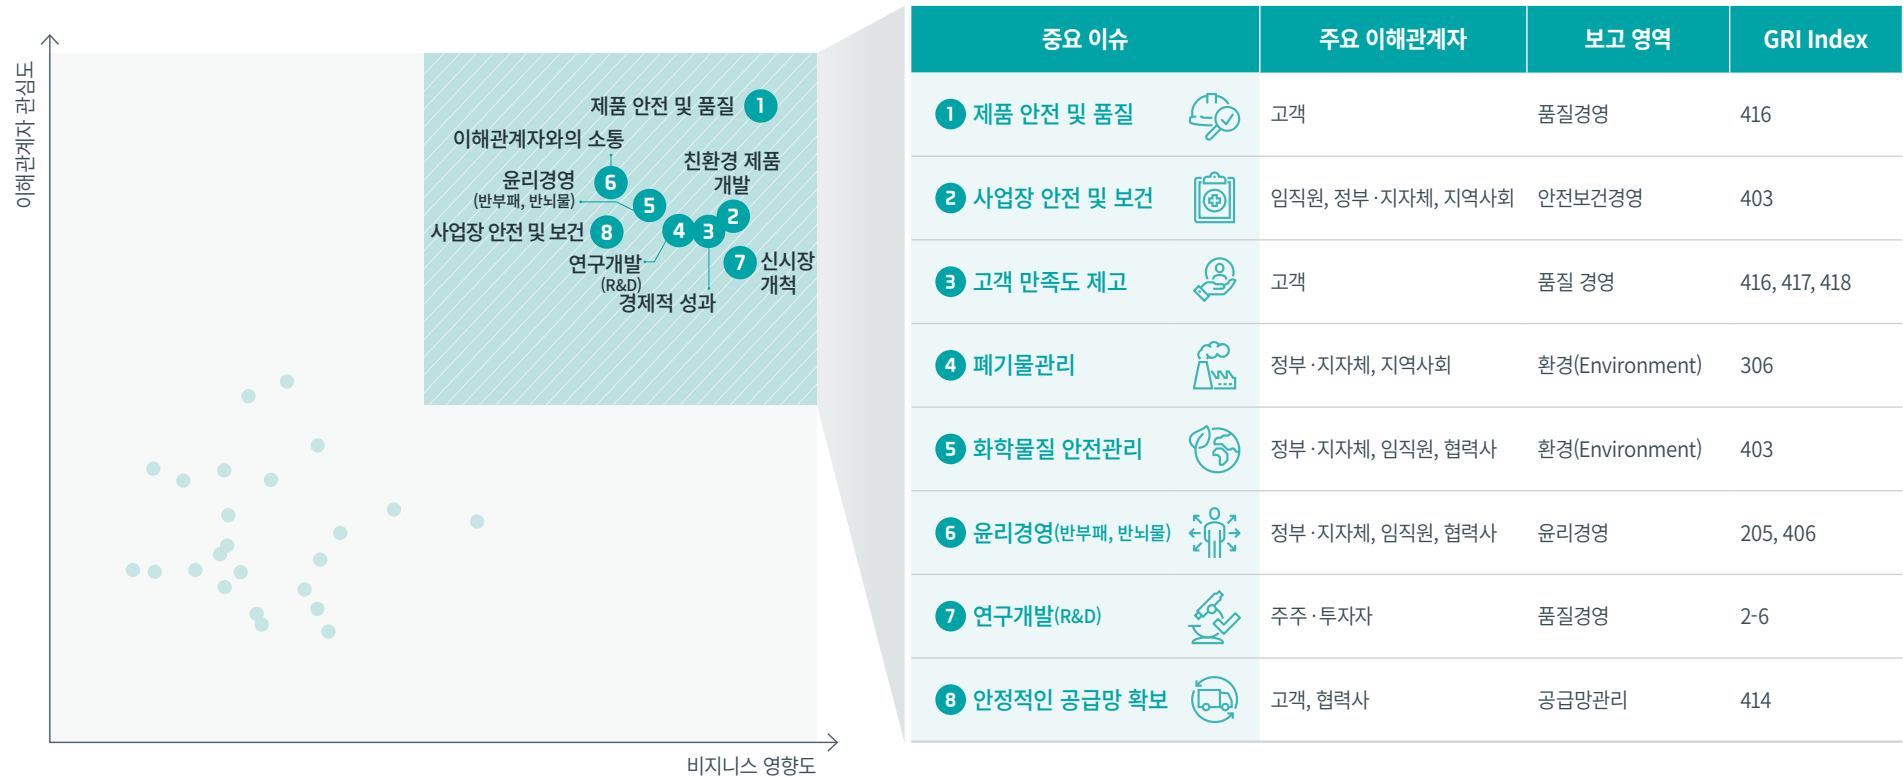 이해관계자 관심도
제품 안전 및 품질 1
이해관계자와의 소통
6
친환경 제품
개발
2
윤리경영
(반부패, 반뇌물)
5
사업장 안전 및 보건 8
4
3
연구개발
(R&D)
7 신시장
개척
경제적 성과
비지니스 영향도
중요 이슈 주요 이해관계자 보고 영역 GRI Index
1 제품 안전 및 품질 고객 품질경영 416
2 사업장 안전 및 보건 임직원, 정부·지자체, 지역사회 안전보건경영 403
3 고객 만족도 제고 고객 품질 경영 416, 417, 418
4 폐기물관리 정부·지자체, 지역사회 환경(Environment) 306
5 화학물질 안전관리 정부·지자체, 임직원, 협력사 환경(Environment) 403
6 윤리경영(반부패, 반뇌물) 정부·지자체, 임직원, 협력사 윤리경영 205, 406
7 연구개발(R&D) 주주·투자자 품질경영 2-6
8 안정적인 공급망 확보 고객, 협력사 공급망관리 414